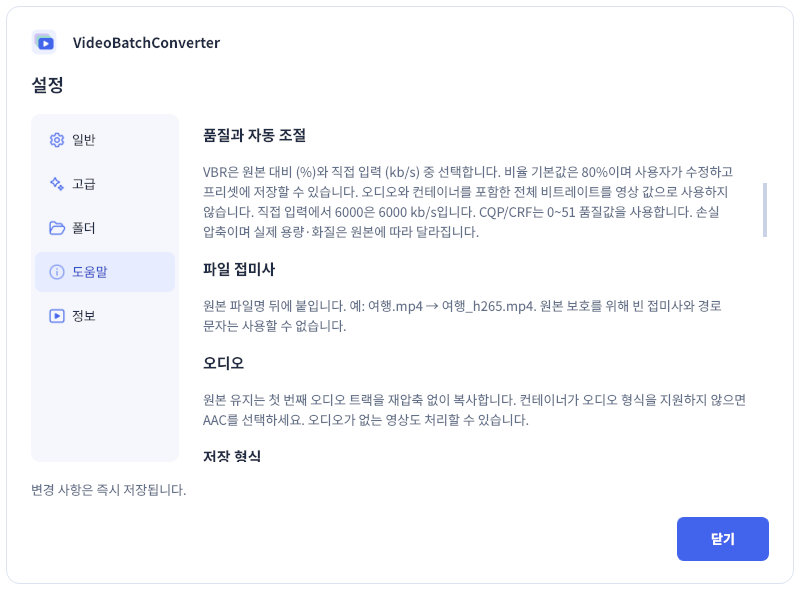 VideoBatchConverter
설정
일반
고급
폴더
도움말
정보
품질과 자동 조절
VBR은 원본 대비 (%)와 직접 입력 (kb/s) 중 선택합니다. 비율 기본값은 80%이며 사용자가 수정하고
프리셋에 저장할 수 있습니다. 오디오와 컨테이너를 포함한 전체 비트레이트를 영상 값으로 사용하지
않습니다. 직접 입력에서 6000은 6000 kb/s입니다. CQP/CRF는 0~51 품질값을 사용합니다. 손실
압축이며 실제 용량·화질은 원본에 따라 달라집니다.
파일 접미사
원본 파일명 뒤에 붙입니다. 예: 여행.mp4 → 여행_h265.mp4. 원본 보호를 위해 빈 접미사와 경로
문자는 사용할 수 없습니다.
오디오
원본 유지는 첫 번째 오디오 트랙을 재압축 없이 복사합니다. 컨테이너가 오디오 형식을 지원하지 않으면
AAC를 선택하세요. 오디오가 없는 영상도 처리할 수 있습니다.
저장 형식
변경 사항은 즉시 저장됩니다.
닫기